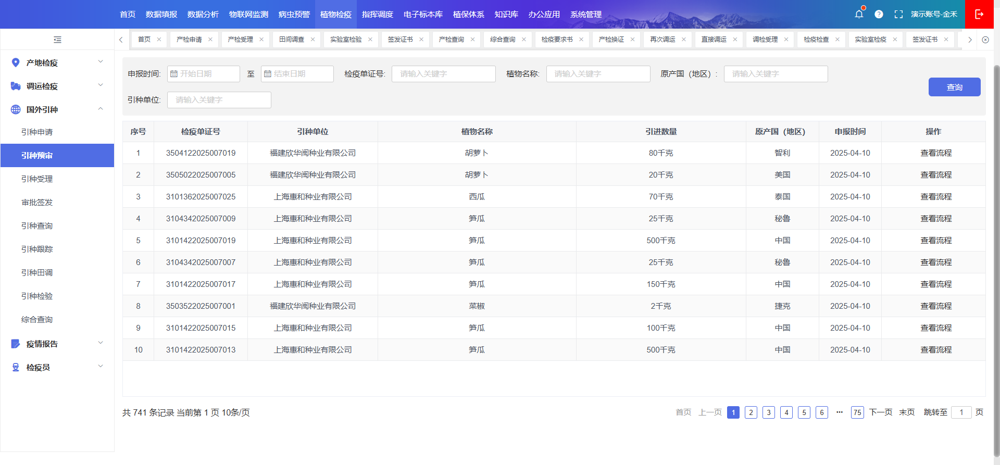 首页 数据填报 数据分析 物联网监测 病虫预警 植物检疫 指挥调度 电子标本库 植保体系 知识库 办公应用 系统管理 演示账号-金禾
首页 产检申请 产检受理 田间调查 实验室检验 签发证书 产检查询 综合查询 检疫要求书 产检换证 再次调运 直接调运 调检受理 检疫检查 实验室检疫 签发证书
产地检疫
调运检疫
国外引种
引种申请
引种预审
引种受理
审批签发
引种查询
引种跟踪
引种田调
引种检验
综合查询
疫情报告
检疫员
申报时间: 开始日期 至 结束日期 检疫单证号: 请输入关键字 植物名称: 请输入关键字 原产国（地区）: 请输入关键字
引种单位: 请输入关键字
查询
序号 检疫单证号 引种单位 植物名称 引进数量 原产国（地区） 申报时间 操作
1 3504122025007019 福建欣华闽种业有限公司 胡萝卜 80千克 智利 2025-04-10 查看流程
2 3505022025007005 福建欣华闽种业有限公司 胡萝卜 20千克 美国 2025-04-10 查看流程
3 3101362025007025 上海惠和种业有限公司 西瓜 70千克 泰国 2025-04-10 查看流程
4 3104342025007009 上海惠和种业有限公司 笋瓜 25千克 秘鲁 2025-04-10 查看流程
5 3101422025007019 上海惠和种业有限公司 笋瓜 500千克 中国 2025-04-10 查看流程
6 3104342025007007 上海惠和种业有限公司 笋瓜 25千克 秘鲁 2025-04-10 查看流程
7 3101422025007017 上海惠和种业有限公司 笋瓜 150千克 中国 2025-04-10 查看流程
8 3503522025007001 福建欣华闽种业有限公司 菜椒 2千克 捷克 2025-04-10 查看流程
9 3101422025007015 上海惠和种业有限公司 笋瓜 100千克 中国 2025-04-10 查看流程
10 3101422025007013 上海惠和种业有限公司 笋瓜 500千克 中国 2025-04-10 查看流程
共 741 条记录 当前第 1 页 10条/页 首页 上一页 1 2 3 4 5 6 ··· 75 下一页 末页 跳转至 1 页